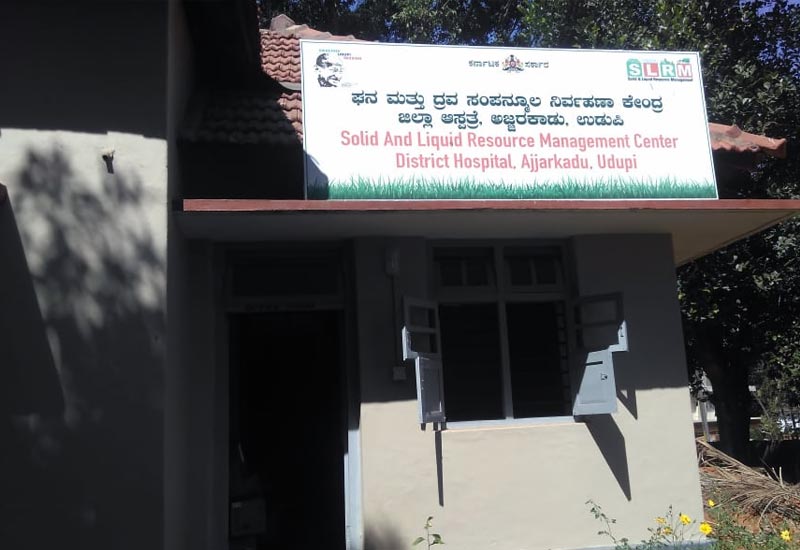 ಕರ್ನಾಟಕ ಸರ್ಕಾರ
SLRM
Solid & Liquid Resource Management
ಘನ ಮತ್ತು ದ್ರವ ಸಂಪನ್ಮೂಲ ನಿರ್ವಹಣಾ ಕೇಂದ್ರ
ಜಿಲ್ಲಾ ಆಸ್ಪತ್ರೆ, ಅಜ್ಜರಕಾಡು, ಉಡುಪಿ
Solid And Liquid Resource Management Center
District Hospital, Ajjarkadu, Udupi